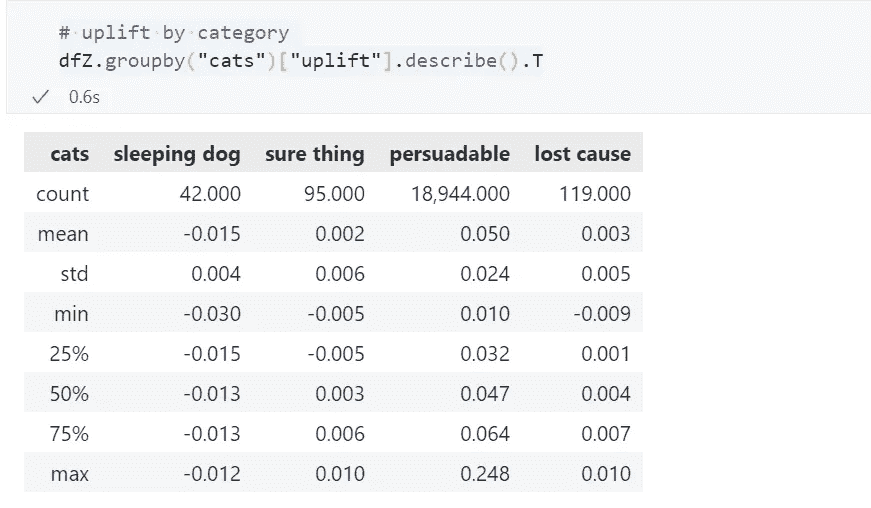 # uplift by category
dfZ.groupby("cats")["uplift"].describe().T
✓ 0.6s
cats sleeping dog sure thing persuadable lost cause
count 42.000 95.000 18,944.000 119.000
mean -0.015 0.002 0.050 0.003
std 0.004 0.006 0.024 0.005
min -0.030 -0.005 0.010 -0.009
25% -0.015 -0.005 0.032 0.001
50% -0.013 0.003 0.047 0.004
75% -0.013 0.006 0.064 0.007
max -0.012 0.010 0.248 0.010